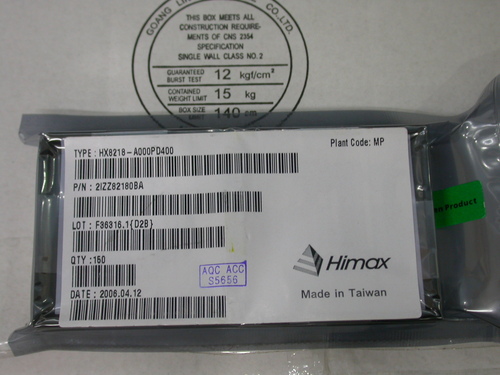 GOANG
CO.,LTD.
THIS BOX MEETS ALL
CONSTRUCTION REQUIRE-
MENTS OF CNS 2354
SPECIFICATION
SINGLE WALL CLASS NO. 2
GUARANTEED
BURST TEST 12 kgf/cm²
CONTAINED
WEIGHT LIMIT 15 kg
BOX SIZE
140 cm
TYPE : HX8218-A000PD400
Plant Code: MP
P/N : 2IZZ82180BA
LOT : F36316.1{D2B}
QTY :150
AQC ACC
S5656
DATE : 2006.04.12
Himax
Made in Taiwan
Product